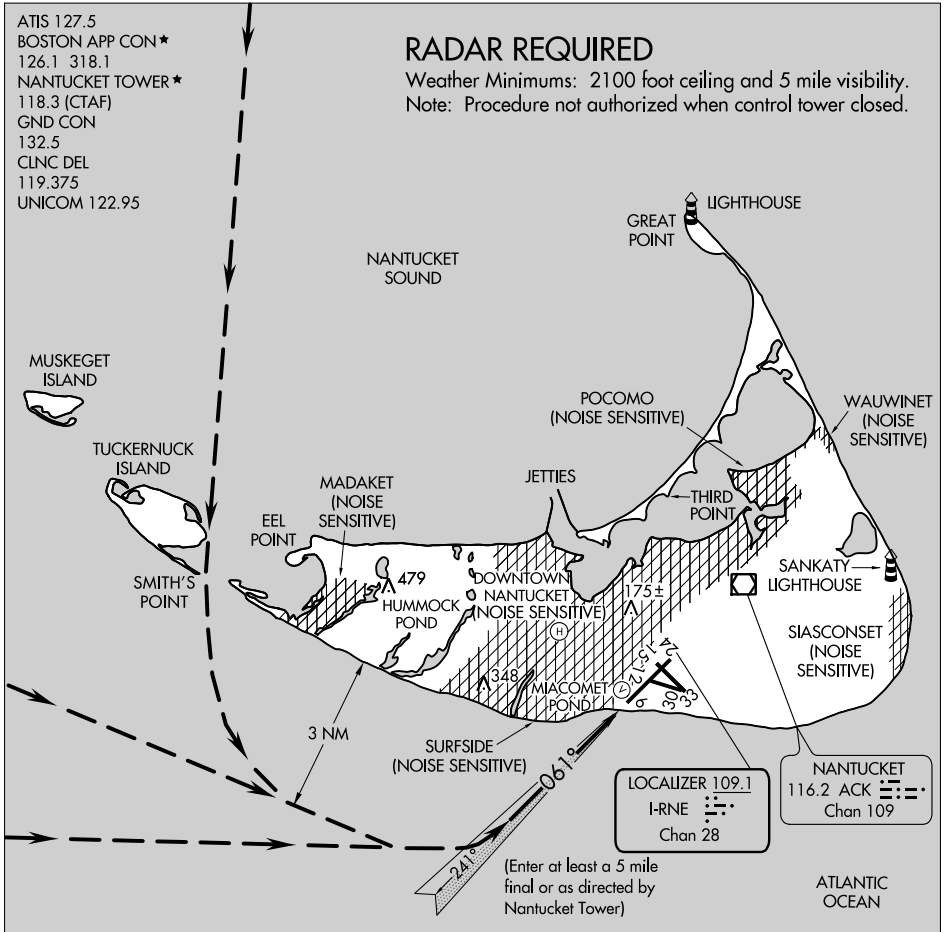 ATIS 127.5
BOSTON APP CON★
126.1 318.1
NANTUCKET TOWER★
118.3 (CTAF)
GND CON
132.5
CLNC DEL
119.375
UNICOM 122.95
RADAR REQUIRED
Weather Minimums: 2100 foot ceiling and 5 mile visibility.
Note: Procedure not authorized when control tower closed.
LIGHTHOUSE
GREAT
POINT
NANTUCKET
SOUND
MUSKEGET
ISLAND
POCOMO
(NOISE SENSITIVE)
WAUWINET
(NOISE
SENSITIVE)
TUCKERNUCK
ISLAND
MADAKET
(NOISE
SENSITIVE)
JETTIES
THIRD
POINT
EEL
POINT
SMITH'S
POINT
479
HUMMOCK
POND
DOWNTOWN
NANTUCKET
(NOISE SENSITIVE)
175±
H
SANKATY
LIGHTHOUSE
SIASCONSET
(NOISE
SENSITIVE)
348
MIACOMET
POND
24
15
12
6
30
33
3 NM
SURFSIDE
(NOISE SENSITIVE)
061°
241°
LOCALIZER 109.1
I-RNE
Chan 28
NANTUCKET
116.2 ACK
Chan 109
(Enter at least a 5 mile
final or as directed by
Nantucket Tower)
ATLANTIC
OCEAN